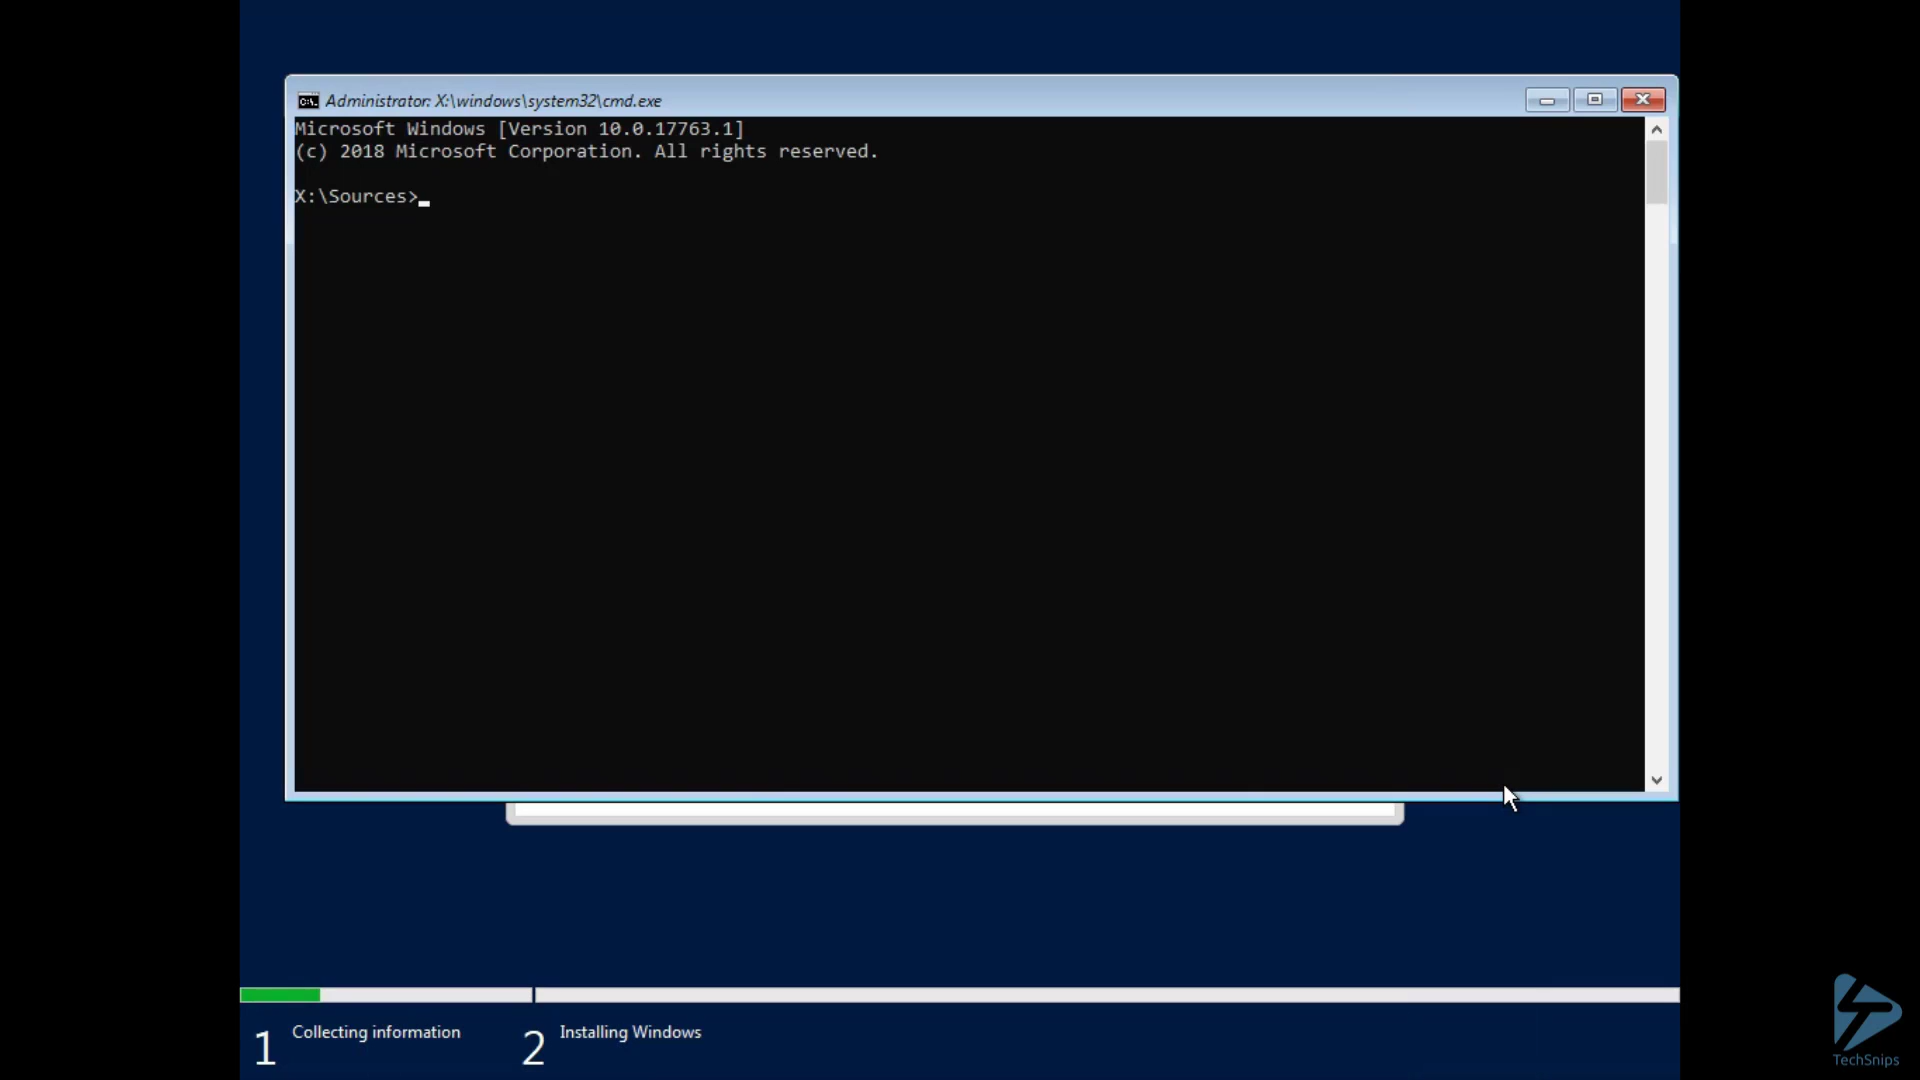 Administrator: X:\windows\system32\cmd.exe
Microsoft Windows [Version 10.0.17763.1]
(c) 2018 Microsoft Corporation. All rights reserved.
X:\Sources>_
1 Collecting information
2 Installing Windows
TechSnips